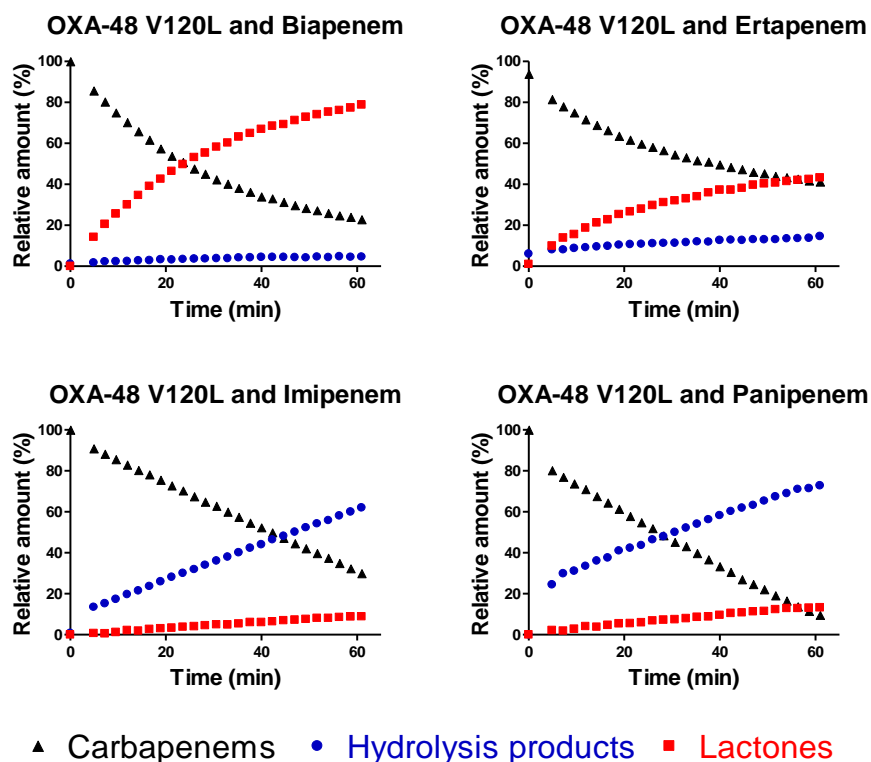 OXA-48 V120L and Biapenem
Relative amount (%)
100
80
60
40
20
0
0 20 40 60
Time (min)
OXA-48 V120L and Ertapenem
Relative amount (%)
100
80
60
40
20
0
0 20 40 60
Time (min)
OXA-48 V120L and Imipenem
Relative amount (%)
100
80
60
40
20
0
0 20 40 60
Time (min)
OXA-48 V120L and Panipenem
Relative amount (%)
100
80
60
40
20
0
0 20 40 60
Time (min)
Carbapenems Hydrolysis products Lactones